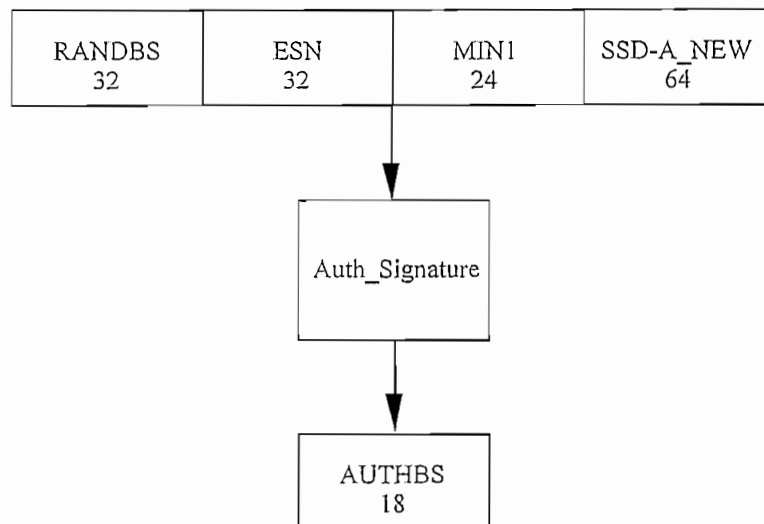 RANDBS ESN MIN1 SSD-A_NEW
32 32 24 64
Auth_Signature
AUTHBS
18